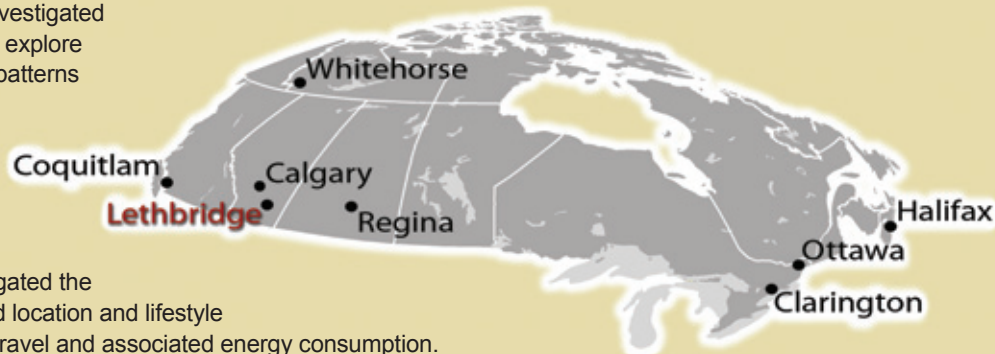 vestigated
explore
patterns
Whitehorse
Coquitlam
Calgary
Lethbridge
Regina
Halifax
Ottawa
Clarington
gated the
d location and lifestyle
ravel and associated energy consumption.